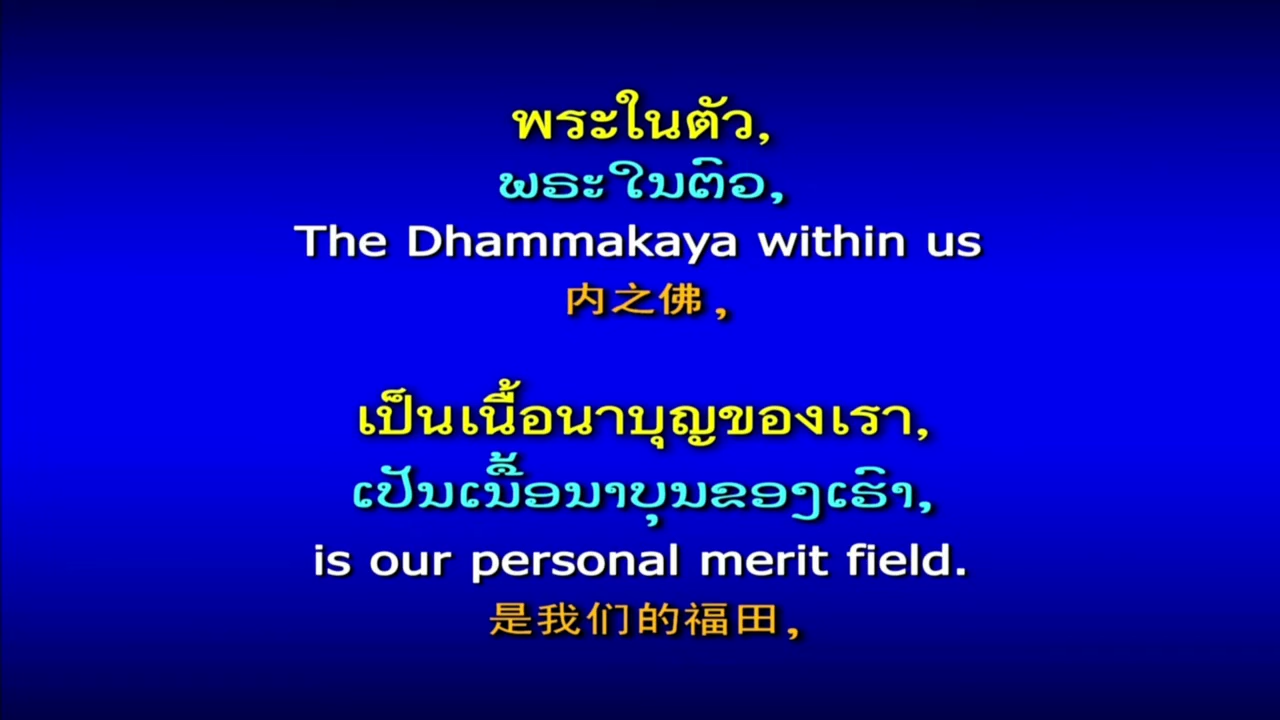 พระในตัว,
ພຣະໃນຕົວ,
The Dhammakaya within us
内之佛,
เป็นเนื้อนาบุญของเรา,
ເປັນເນື້ອນາບຸນຂອງເຮົາ,
is our personal merit field.
是我们的福田,